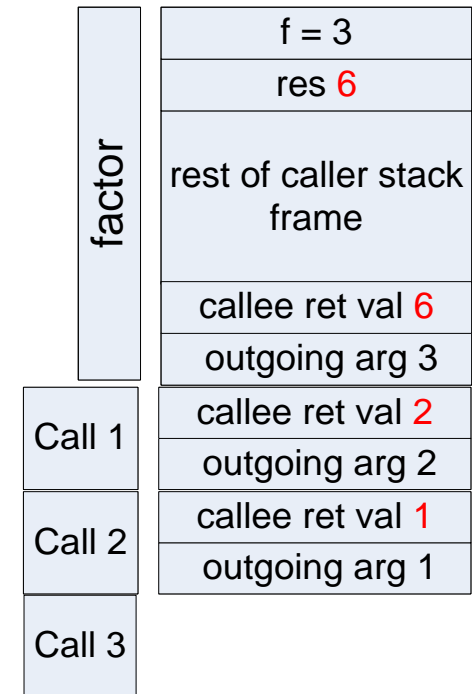 factor
f = 3
res 6
rest of caller stack
frame
callee ret val 6
outgoing arg 3
Call 1
callee ret val 2
outgoing arg 2
Call 2
callee ret val 1
outgoing arg 1
Call 3